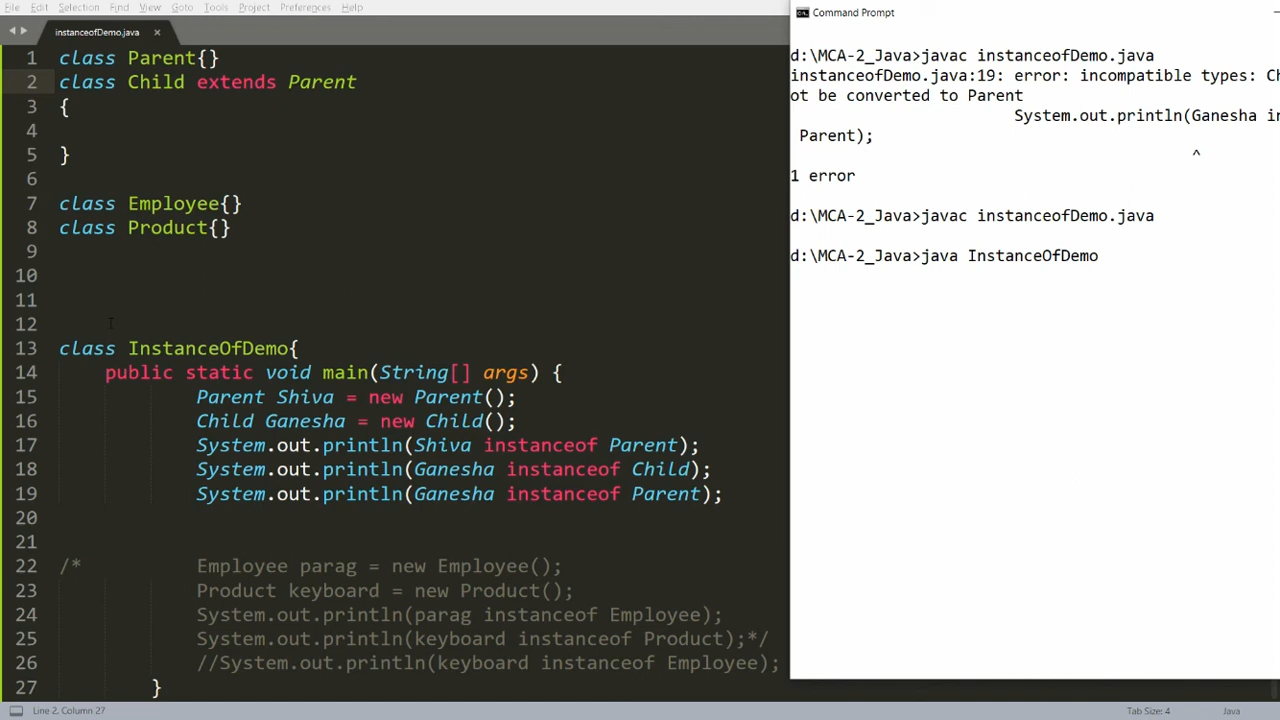 File Edit Selection Find View Goto Tools Project Preferences Help
instanceofDemo.java ×
1 class Parent{}
2 class Child extends Parent
3 {
4
5 }
6
7 class Employee{}
8 class Product{}
9
10
11
12
13 class InstanceOfDemo{
14 public static void main(String[] args) {
15 Parent Shiva = new Parent();
16 Child Ganesha = new Child();
17 System.out.println(Shiva instanceof Parent);
18 System.out.println(Ganesha instanceof Child);
19 System.out.println(Ganesha instanceof Parent);
20
21
22 /* Employee parag = new Employee();
23 Product keyboard = new Product();
24 System.out.println(parag instanceof Employee);
25 System.out.println(keyboard instanceof Product);*/
26 //System.out.println(keyboard instanceof Employee);
27 }
Line 2, Column 27
Tab Size: 4
Java
Command Prompt
d:\MCA-2_Java>javac instanceofDemo.java
instanceofDemo.java:19: error: incompatible types: Ch
ot be converted to Parent
System.out.println(Ganesha in
Parent);
^
1 error
d:\MCA-2_Java>javac instanceofDemo.java
d:\MCA-2_Java>java InstanceOfDemo